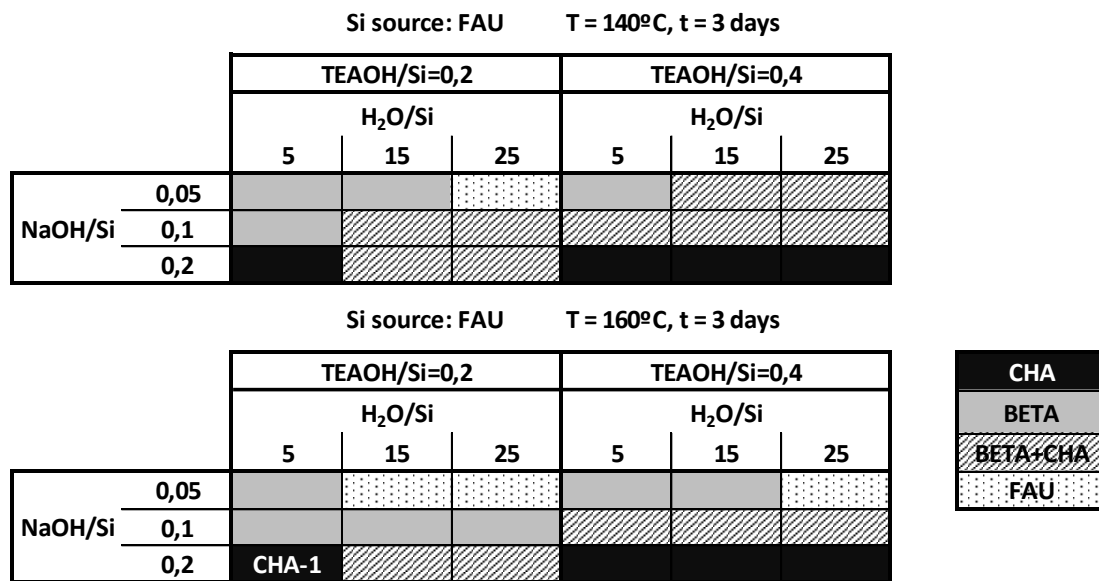 Si source: FAU T = 140ºC, t = 3 days
TEAOH/Si=0,2 TEAOH/Si=0,4
H₂O/Si H₂O/Si
5 15 25 5 15 25
0,05
NaOH/Si 0,1
0,2
Si source: FAU T = 160ºC, t = 3 days
TEAOH/Si=0,2 TEAOH/Si=0,4 CHA
H₂O/Si H₂O/Si BETA
5 15 25 5 15 25 BETA+CHA
0,05 FAU
NaOH/Si 0,1
0,2 CHA-1